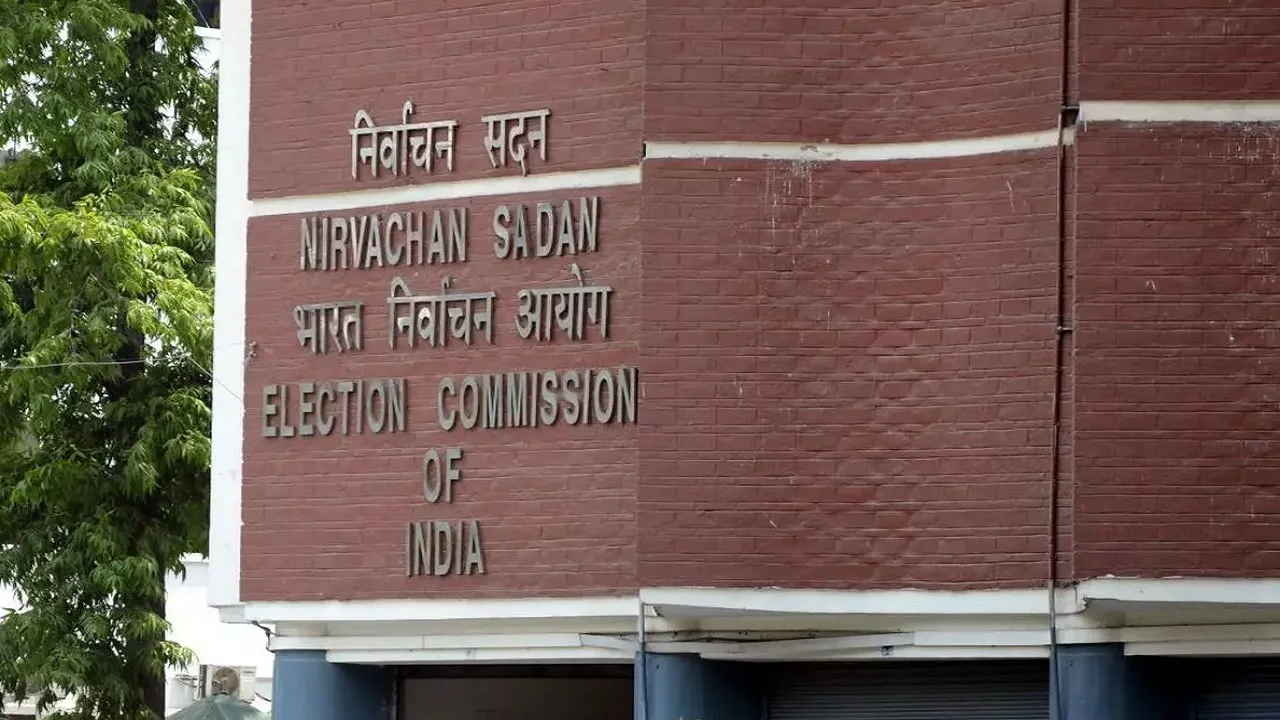 निर्वाचन सदन
NIRVACHAN SADAN
भारत निर्वाचन आयोग
ELECTION COMMISSION
OF
INDIA